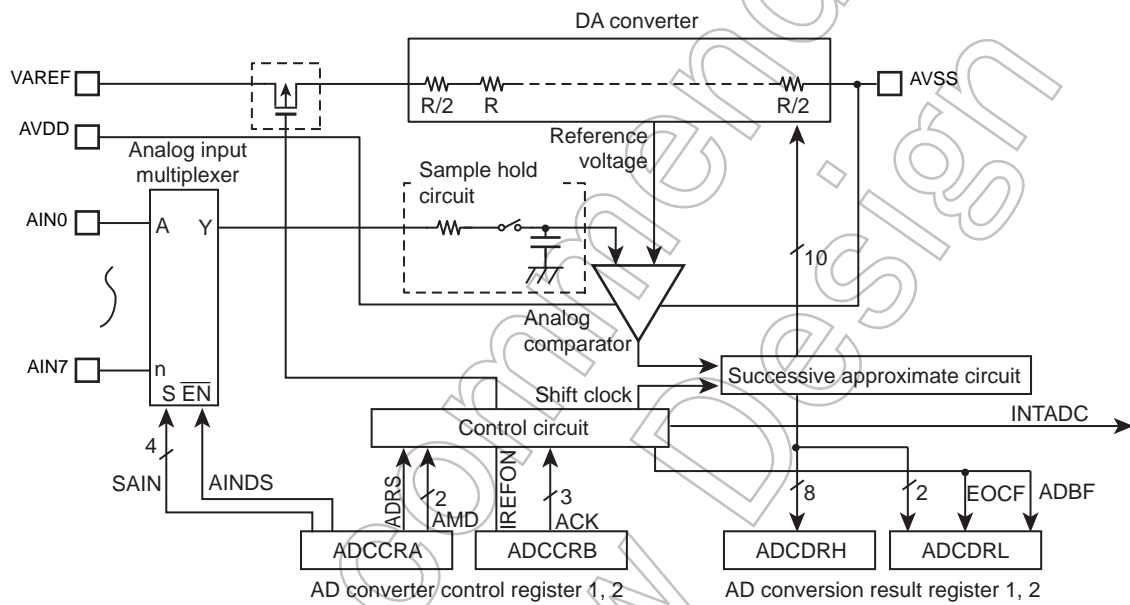 DA converter
VAREF
AVSS
R/2
R
R/2
AVDD
Reference
voltage
Analog input
multiplexer
Sample hold
circuit
AIN0
A
Y
10
Analog
comparator
AIN7
n
S EN
Shift clock
Successive approximate circuit
INTADC
Control circuit
4
SAIN
AINDS
ADRS
2
AMD
IREFON
3
ACK
8
2
EOCF
ADBF
ADCCRA
ADCCRB
ADCDRH
ADCDRL
AD converter control register 1, 2
AD conversion result register 1, 2
ommend
w Design